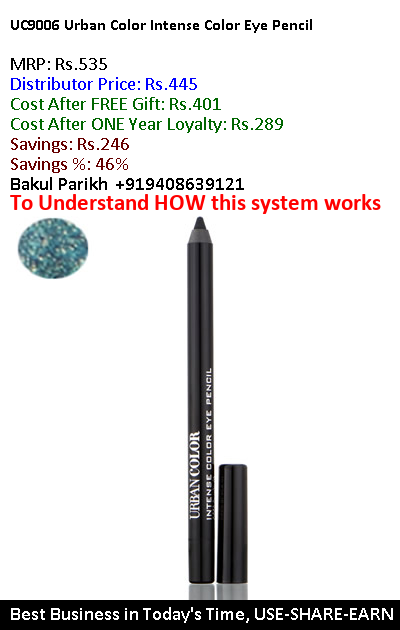 UC9006 Urban Color Intense Color Eye Pencil
MRP: Rs.535
Distributor Price: Rs.445
Cost After FREE Gift: Rs.401
Cost After ONE Year Loyalty: Rs.289
Savings: Rs.246
Savings %: 46%
Bakul Parikh +919408639121
To Understand HOW this system works
URBAN COLOR
INTENSE COLOR EYE PENCIL
Best Business in Today's Time, USE-SHARE-EARN